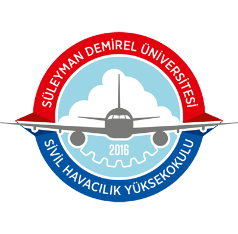 SÜLEYMAN DEMİREL ÜNİVERSİTESİ
2016
SİVİL HAVACILIK YÜKSEKOKULU